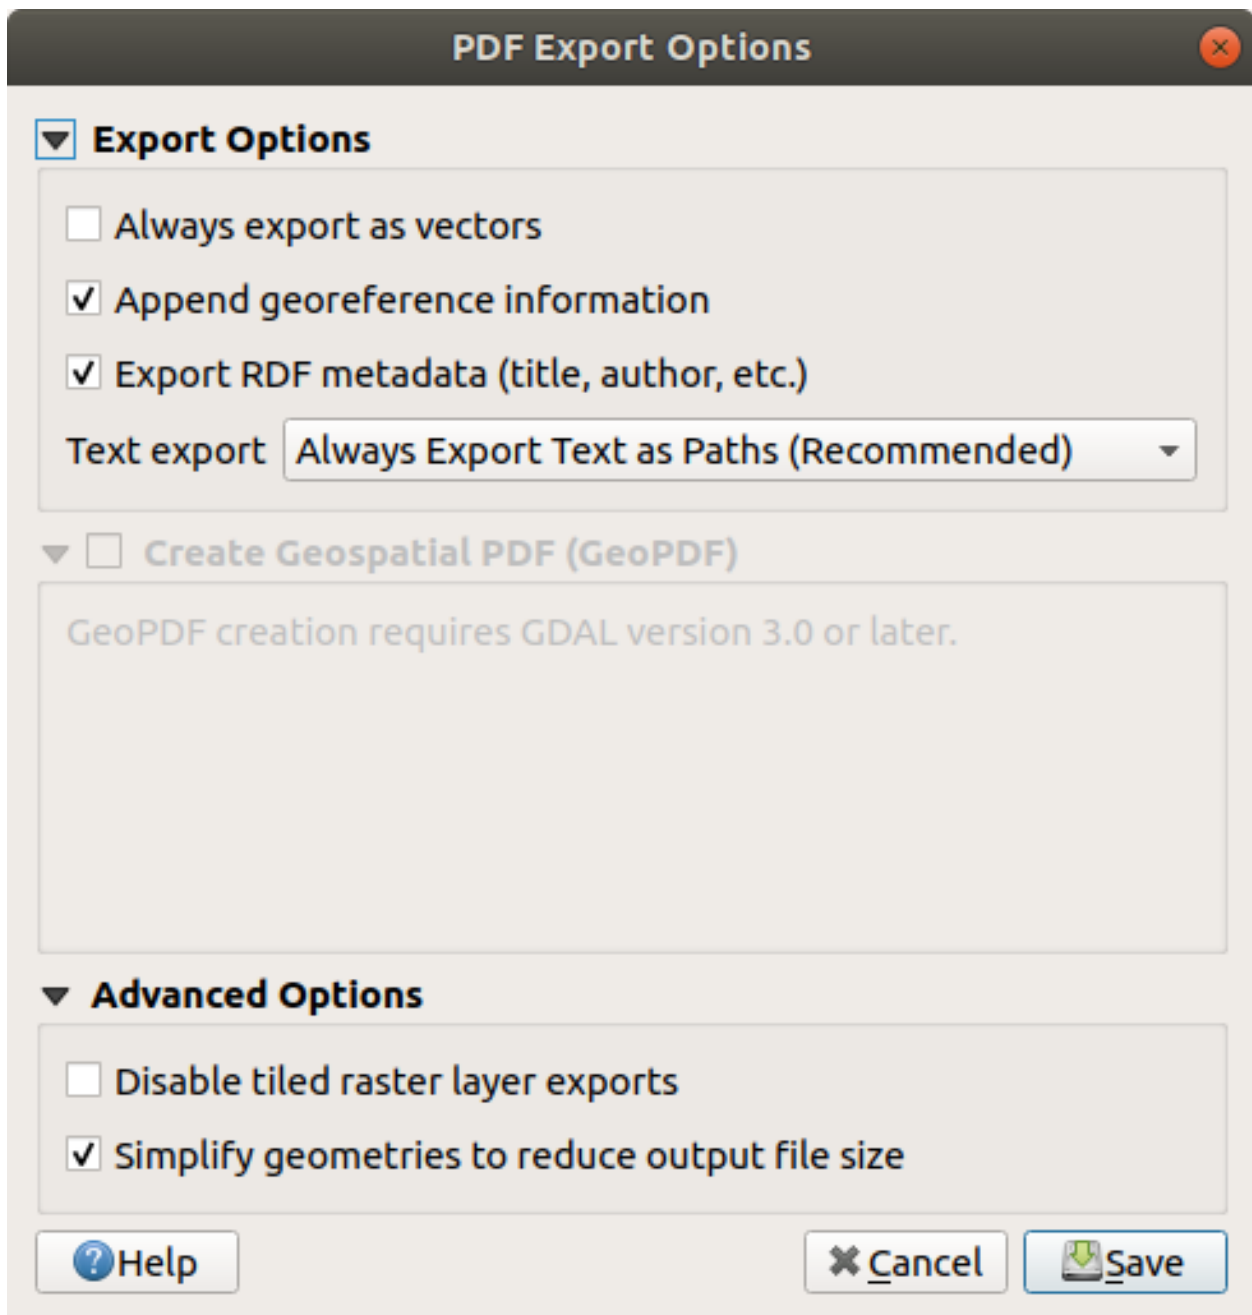 PDF Export Options
Export Options
Always export as vectors
Append georeference information
Export RDF metadata (title, author, etc.)
Text export Always Export Text as Paths (Recommended)
Create Geospatial PDF (GeoPDF)
GeoPDF creation requires GDAL version 3.0 or later.
Advanced Options
Disable tiled raster layer exports
Simplify geometries to reduce output file size
Help Cancel Save